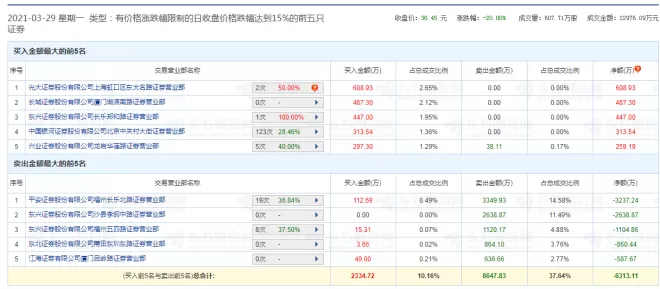 2021-03-29 星期一 类型：有价格涨跌幅限制的日收盘价格跌幅达到15%的前五只证券 收盘价：36.45 元 涨跌幅：-20.00% 成交量：607.71万股 成交金额：22976.09万元
买入金额最大的前5名
序号 交易营业部名称 买入金额(万) 占总成交比例 卖出金额(万) 占总成交比例 净额(万)
1 光大证券股份有限公司上海虹口区东大名路证券营业部 2次 50.00% 608.93 2.65% 0.00 0.00% 608.93
2 长城证券股份有限公司厦门湖滨南路证券营业部 0次 - 487.30 2.12% 0.00 0.00% 487.30
3 东兴证券股份有限公司长乐郑和路证券营业部 1次 100.00% 447.00 1.95% 0.00 0.00% 447.00
4 中国银河证券股份有限公司北京中关村大街证券营业部 123次 28.46% 313.54 1.36% 0.00 0.00% 313.54
5 兴业证券股份有限公司龙岩华莲路证券营业部 5次 40.00% 297.30 1.29% 38.11 0.17% 259.19
卖出金额最大的前5名
序号 交易营业部名称 买入金额(万) 占总成交比例 卖出金额(万) 占总成交比例 净额(万)
1 平安证券股份有限公司福州长乐北路证券营业部 19次 36.84% 112.69 0.49% 3349.93 14.58% -3237.24
2 东兴证券股份有限公司沙县李纲中路证券营业部 0次 - 0.00 0.00% 2638.87 11.49% -2638.87
3 东兴证券股份有限公司福州五四路证券营业部 8次 37.50% 15.31 0.07% 1120.17 4.88% -1104.86
4 东北证券股份有限公司莆田东圳东路证券营业部 0次 - 3.66 0.02% 864.10 3.76% -860.44
5 江海证券有限公司厦门吕岭路证券营业部 0次 - 49.00 0.21% 636.66 2.77% -587.67
(买入前5名与卖出前5名)总合计： 2334.72 10.16% 8647.83 37.64% -6313.11